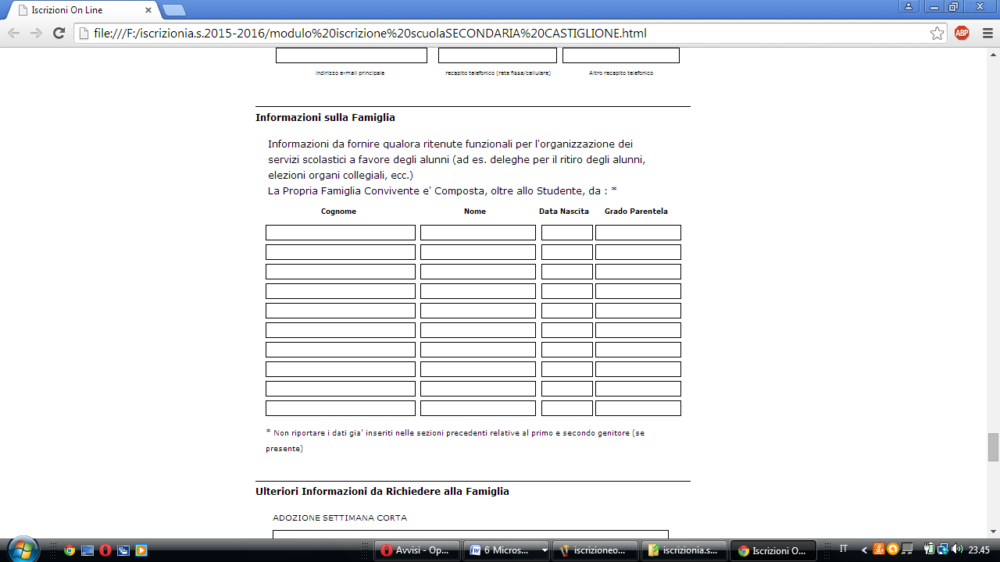 Iscrizioni On Line
file:///F:/iscrizionia.s.2015-2016/modulo%20iscrizione%20scuolaSECONDARIA%20CASTIGLIONE.html
ABP
Indirizzo e-mail principale recapito telefonico (rete fissa/cellulare) Altro recapito telefonico
Informazioni sulla Famiglia
Informazioni da fornire qualora ritenute funzionali per l'organizzazione dei
servizi scolastici a favore degli alunni (ad es. deleghe per il ritiro degli alunni,
elezioni organi collegiali, ecc.)
La Propria Famiglia Convivente e' Composta, oltre allo Studente, da : *
Cognome Nome Data Nascita Grado Parentela
* Non riportare i dati gia' inseriti nelle sezioni precedenti relative al primo e secondo genitore (se
presente)
Ulteriori Informazioni da Richiedere alla Famiglia
ADOZIONE SETTIMANA CORTA
Avvisi - Op... 6 Micros... iscrizioneo... iscrizionia.s... Iscrizioni O... IT 23.45